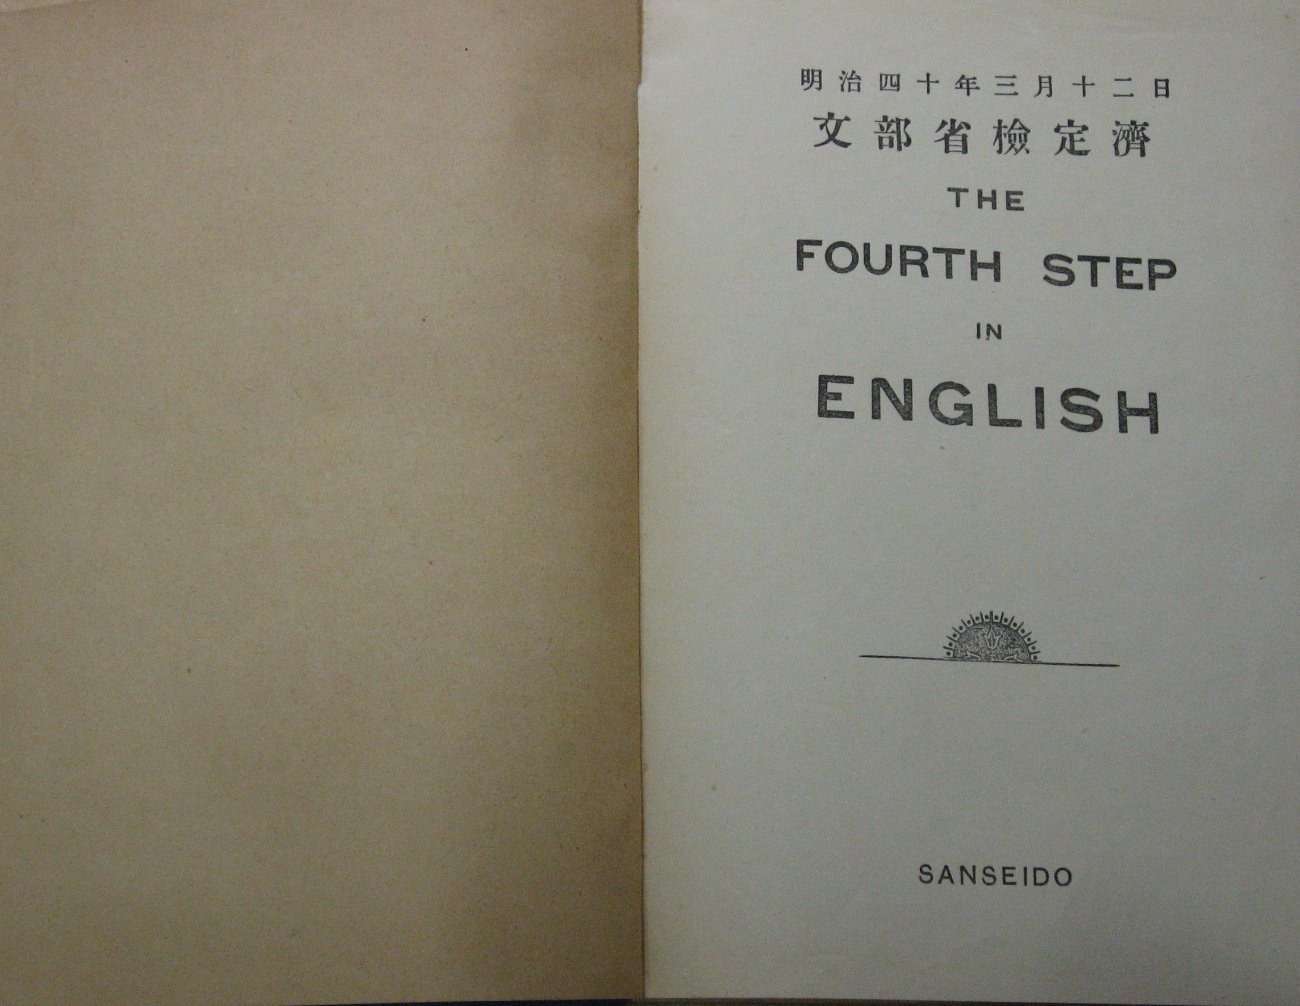 明治四十年三月十二日
文部省檢定濟
THE
FOURTH STEP
IN
ENGLISH
SANSEIDO